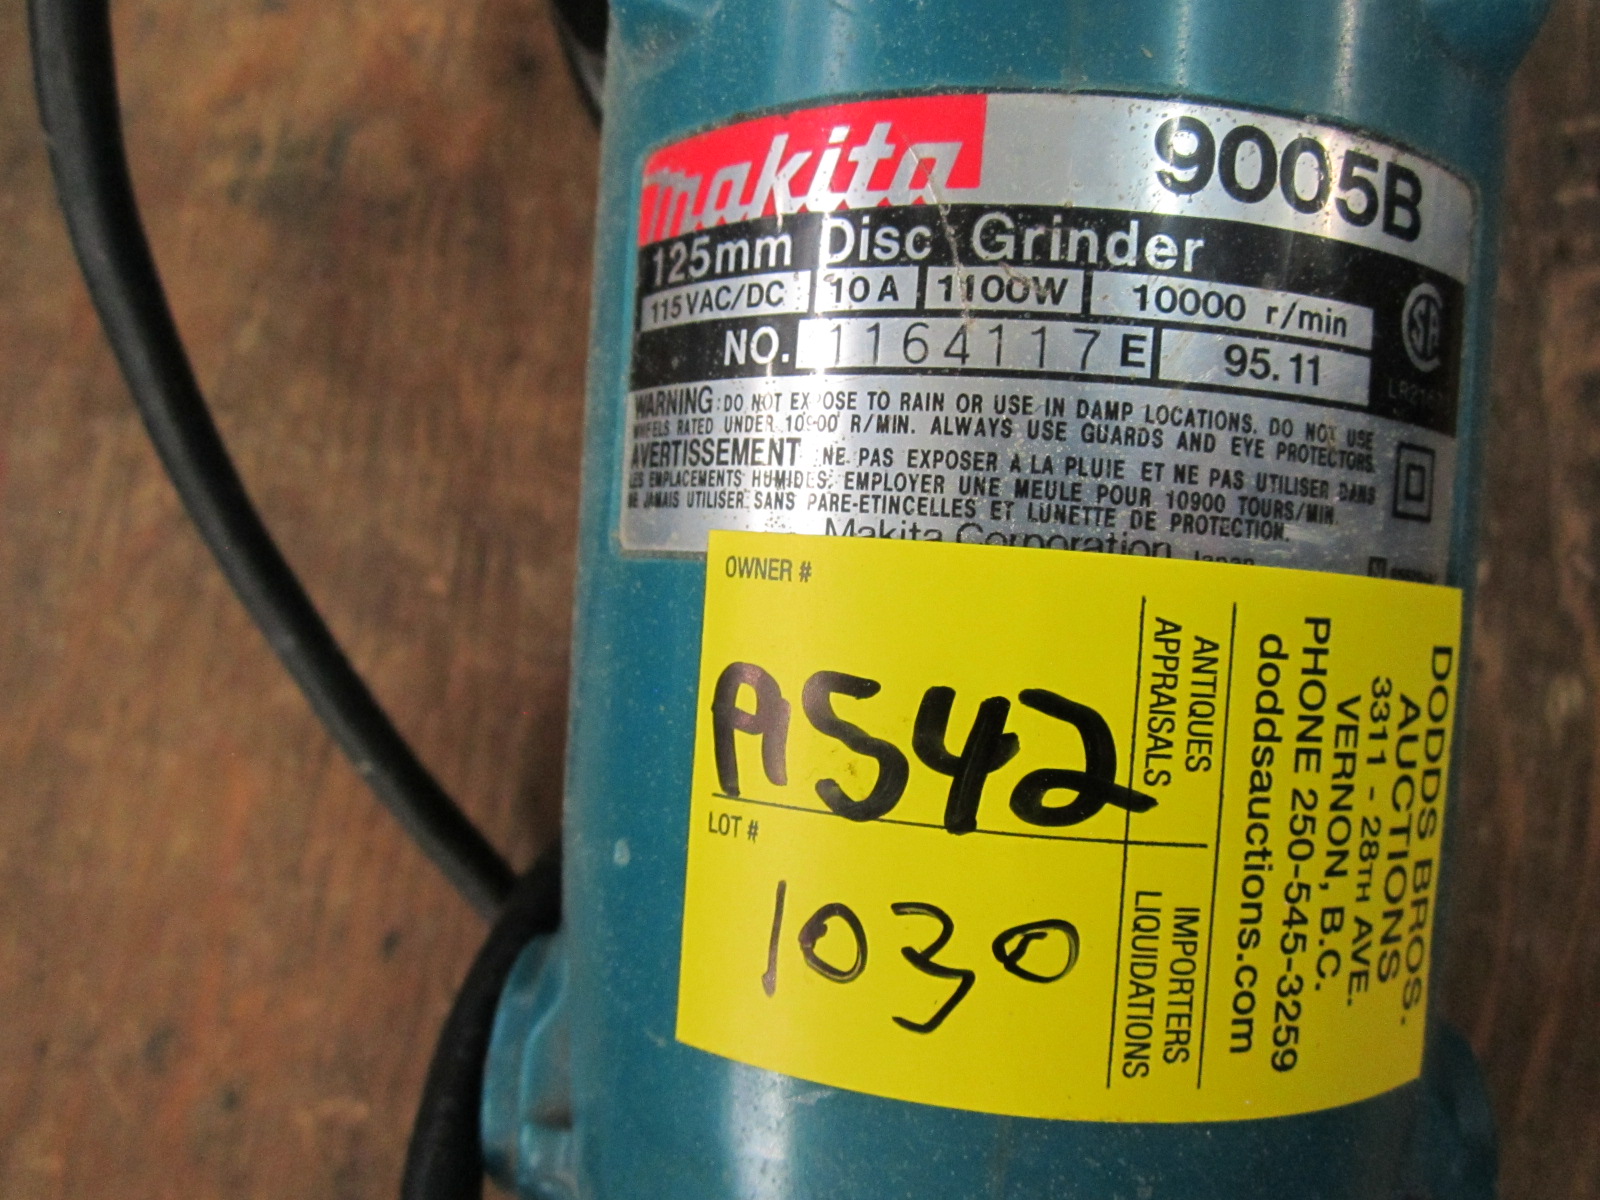 makita 9005B
125mm Disc Grinder
115VAC/DC 10A 1100W 10000 r/min
NO. 1164117 E 95.11
WARNING: DO NOT EXPOSE TO RAIN OR USE IN DAMP LOCATIONS. DO NOT USE
WHEELS RATED UNDER 10900 R/MIN. ALWAYS USE GUARDS AND EYE PROTECTORS.
AVERTISSEMENT: NE PAS EXPOSER A LA PLUIE ET NE PAS UTILISER DANS
LES EMPLACEMENTS HUMIDES. EMPLOYER UNE MEULE POUR 10900 TOURS/MIN.
NE JAMAIS UTILISER SANS PARE-ETINCELLES ET LUNETTE DE PROTECTION.
Makita Corporation Japan
OWNER #
A542
LOT #
1030
ANTIQUES
APPRAISALS
IMPORTERS
LIQUIDATIONS
DODDS BROS.
AUCTIONS
3311 - 28TH AVE.
VERNON, B.C.
PHONE 250-545-3259
doddsauctions.com